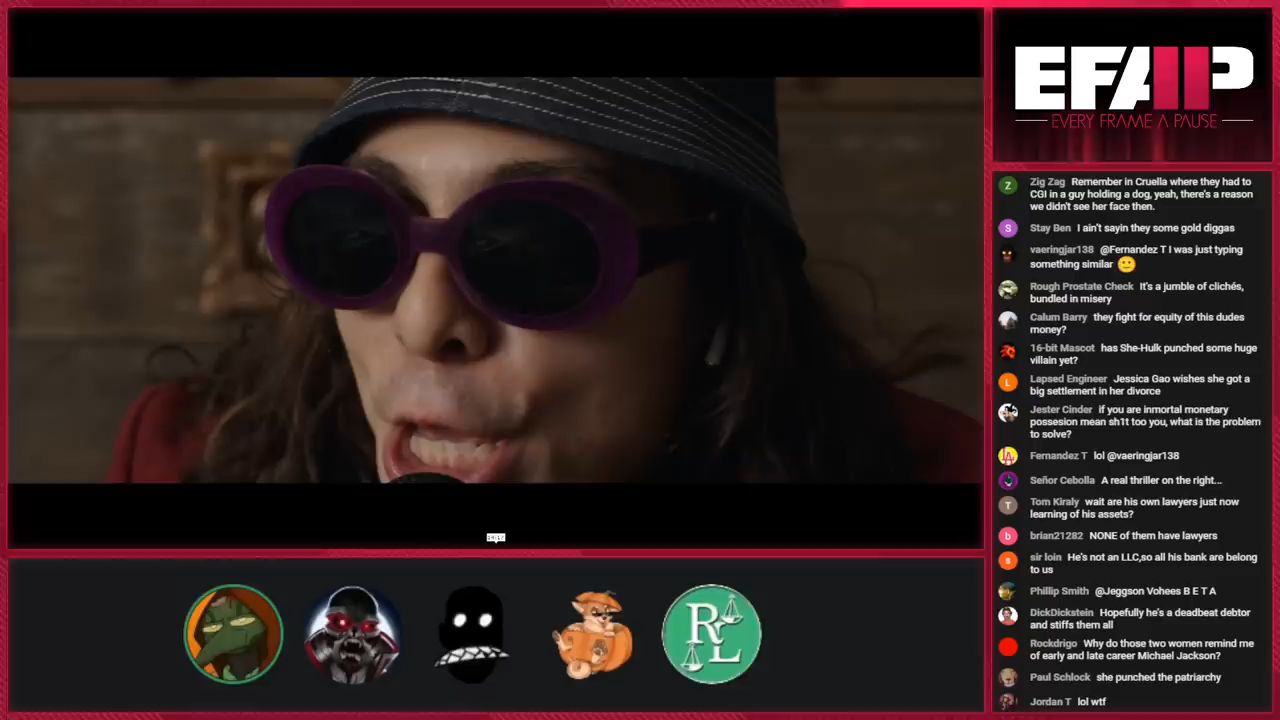 EFAP
EVERY FRAME A PAUSE
Z Zig Zag Remember in Cruella where they had to
CGI in a guy holding a dog, yeah, there's a reason
we didn't see her face then.
S Stay Ben I ain't sayin they some gold diggas
vaeringjar138 @Fernandez T I was just typing
something similar 🙂
Rough Prostate Check It's a jumble of clichés,
bundled in misery
Calum Barry they fight for equity of this dudes
money?
16-bit Mascot has She-Hulk punched some huge
villain yet?
L Lapsed Engineer Jessica Gao wishes she got a
big settlement in her divorce
Jester Cinder If you are inmortal monetary
possesion mean sh1t too you, what is the problem
to solve?
Fernandez T lol @vaeringjar138
Señor Cebolla A real thriller on the right...
T Tom Kiraly wait are his own lawyers just now
learning of his assets?
b brian21282 NONE of them have lawyers
s sir loin He's not an LLC,so all his bank are belong
to us
Phillip Smith @Jeggson Vohees B E T A
DickDickstein Hopefully he's a deadbeat debtor
and stiffs them all
Rockdrigo Why do those two women remind me
of early and late career Michael Jackson?
Paul Schlock she punched the patriarchy
Jordan T lol wtf
R L